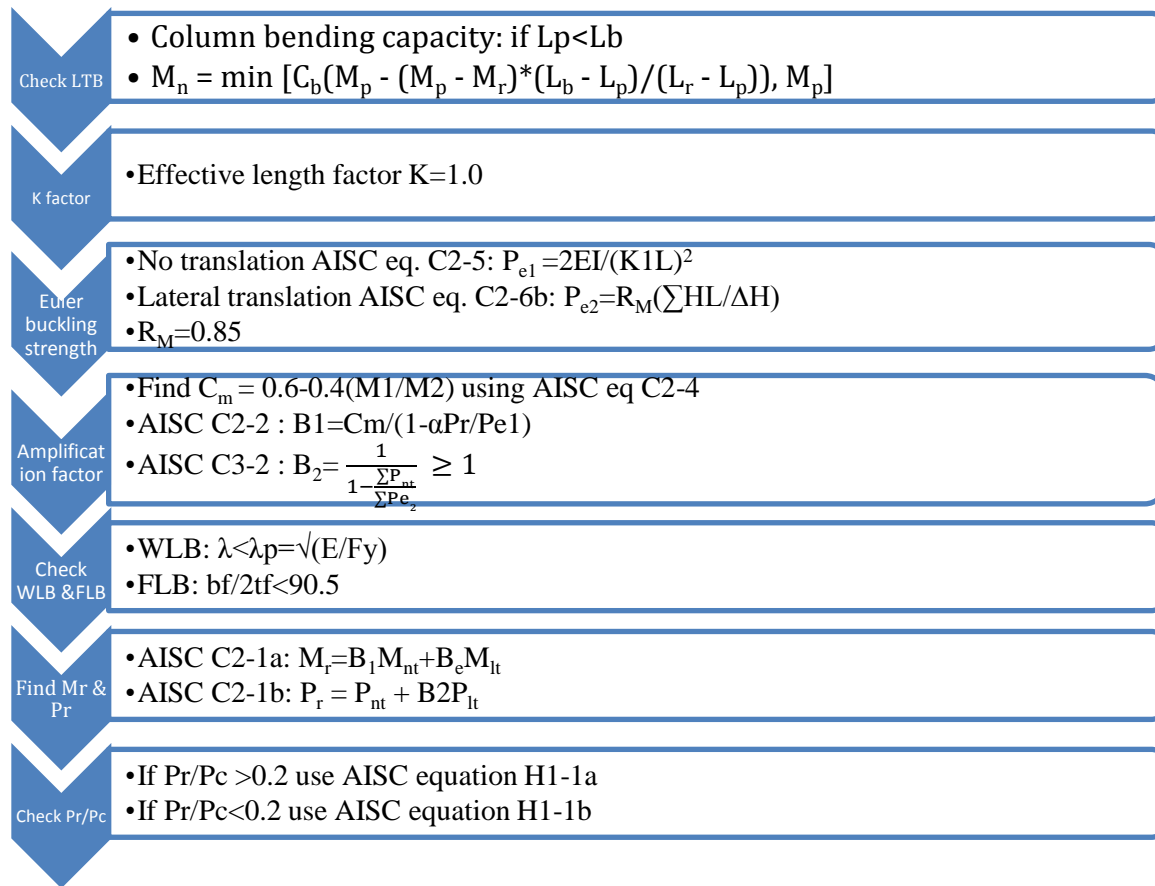 Check LTB
• Column bending capacity: if Lp<Lb
• Mₙ = min [C_b(Mₚ - (Mₚ - Mᵣ)*(L_b - Lₚ)/(Lᵣ - Lₚ)), Mₚ]
K factor
•Effective length factor K=1.0
Euler
buckling
strength
•No translation AISC eq. C2-5: Pₑ₁ =2EI/(K1L)²
•Lateral translation AISC eq. C2-6b: Pₑ₂=R_M(∑HL/ΔH)
•R_M=0.85
Amplificat
ion factor
•Find Cₘ = 0.6-0.4(M1/M2) using AISC eq C2-4
•AISC C2-2 : B1=Cm/(1-αPr/Pe1)
•AISC C3-2 : B₂= 1/(1−∑Pₙₜ/∑Pe₂) ≥ 1
Check
WLB &FLB
•WLB: λ<λp=√(E/Fy)
•FLB: bf/2tf<90.5
Find Mr &
Pr
•AISC C2-1a: Mᵣ=B₁Mₙₜ+BₑMₗₜ
•AISC C2-1b: Pᵣ = Pₙₜ + B2Pₗₜ
Check Pr/Pc
•If Pr/Pc >0.2 use AISC equation H1-1a
•If Pr/Pc<0.2 use AISC equation H1-1b